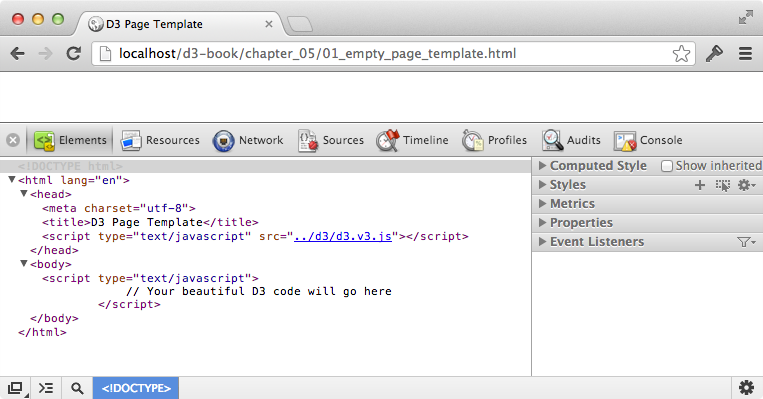 D3 Page Template
localhost/d3-book/chapter_05/01_empty_page_template.html
Elements Resources Network Sources Timeline Profiles Audits Console
<!DOCTYPE html>
<html lang="en">
<head>
<meta charset="utf-8">
<title>D3 Page Template</title>
<script type="text/javascript" src="../d3/d3.v3.js"></script>
</head>
<body>
<script type="text/javascript">
// Your beautiful D3 code will go here
</script>
</body>
</html>
Computed Style Show inherited
Styles
Metrics
Properties
Event Listeners
<!DOCTYPE>